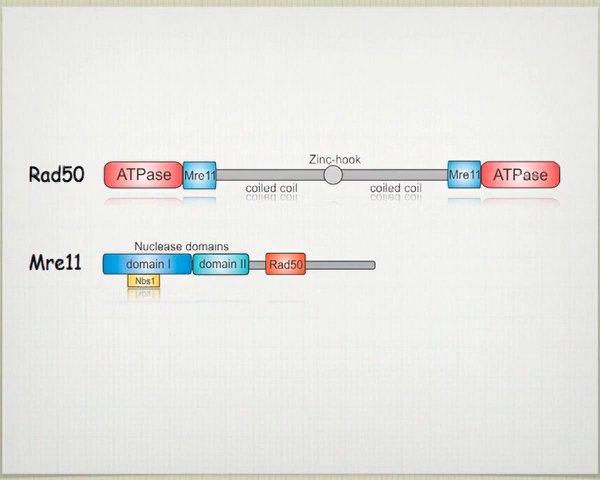 Zinc-hook
Rad50 ATPase Mre11 Mre11 ATPase
coiled coil coiled coil
Nuclease domains
Mre11 domain I domain II Rad50
Nbs1